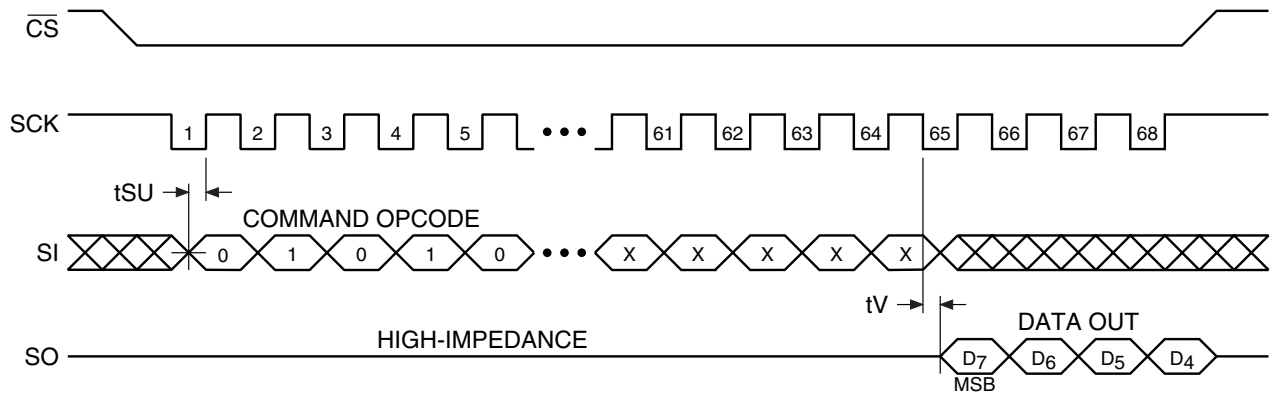 CS
SCK 1 2 3 4 5 ••• 61 62 63 64 65 66 67 68
tSU
COMMAND OPCODE
SI 0 1 0 1 0 ••• X X X X X
tV
HIGH-IMPEDANCE DATA OUT
SO D7 D6 D5 D4
MSB